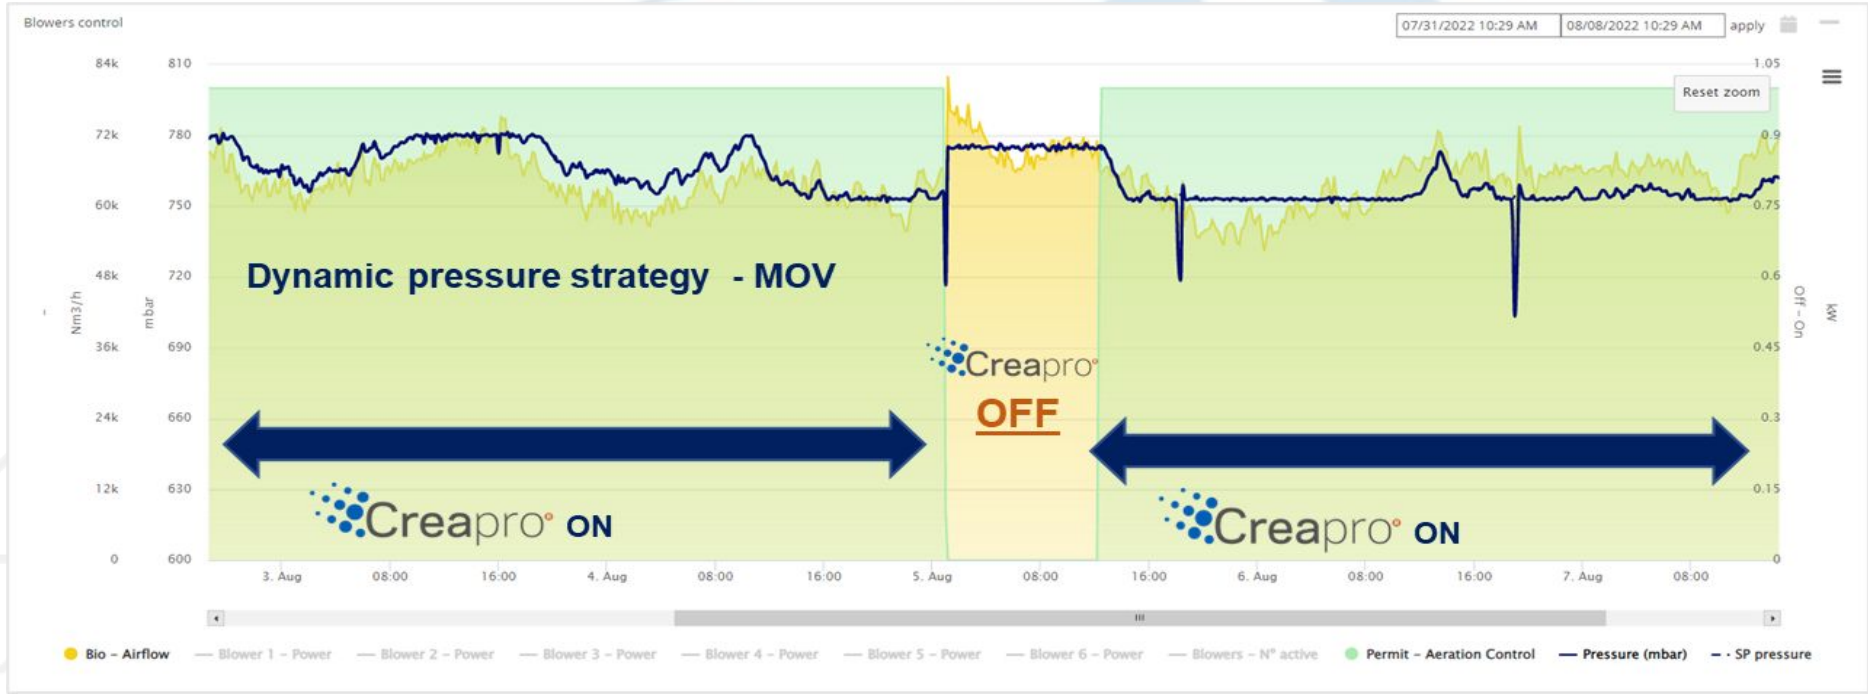 Blowers control
07/31/2022 10:29 AM 08/08/2022 10:29 AM apply
84k 810 1.05
Reset zoom
72k 780 0.9
60k 750 0.75
Dynamic pressure strategy - MOV
48k 720 0.6
- Nm3/h mbar Off - On kW
36k 690 0.45
Creapro
24k 660 0.3
OFF
12k 630 0.15
Creapro ON Creapro ON
0 600 0
3. Aug 08:00 16:00 4. Aug 08:00 16:00 5. Aug 08:00 16:00 6. Aug 08:00 16:00 7. Aug 08:00
Bio - Airflow Blower 1 - Power Blower 2 - Power Blower 3 - Power Blower 4 - Power Blower 5 - Power Blower 6 - Power Blowers - N° active Permit - Aeration Control Pressure (mbar) SP pressure